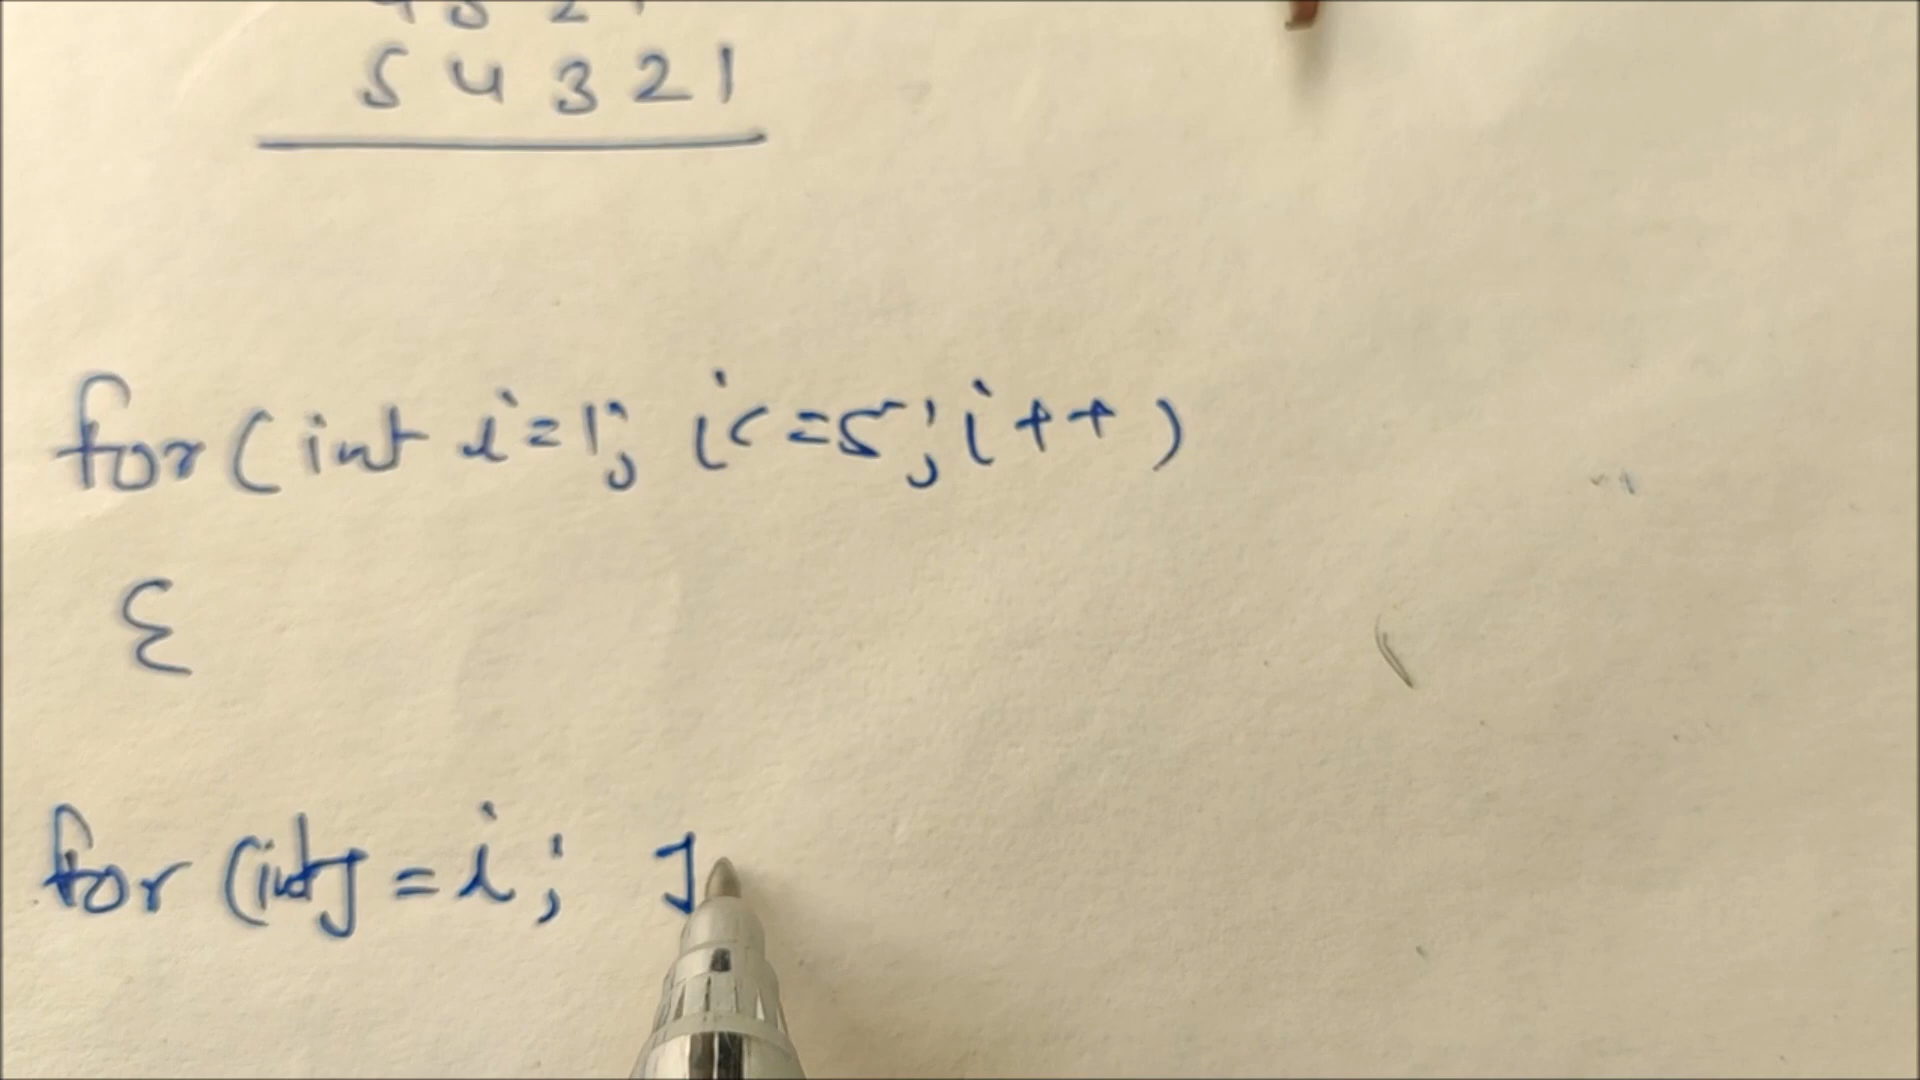 5 4 3 2 1
for ( int i = 1; i <= 5; i++ )
{
for (int j = i; J